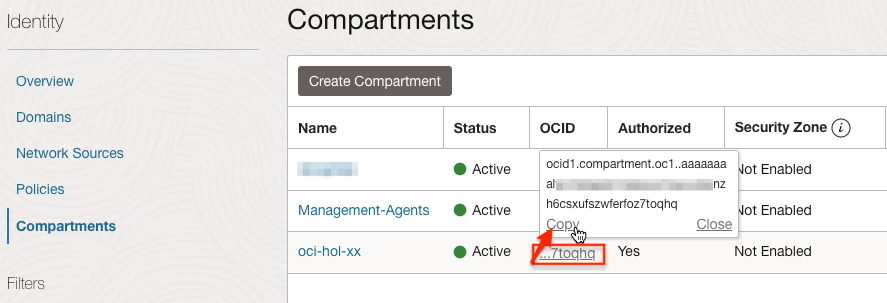 Identity
Compartments
Overview
Domains
Network Sources
Policies
Compartments
Filters
Create Compartment
Name Status OCID Authorized Security Zone i
Active Not Enabled
Management-Agents Active Not Enabled
ocid1.compartment.oc1..aaaaaaa
al nz
h6csxufszwferfoz7toqhq
Copy Close
oci-hol-xx Active ...7toqhq Yes Not Enabled